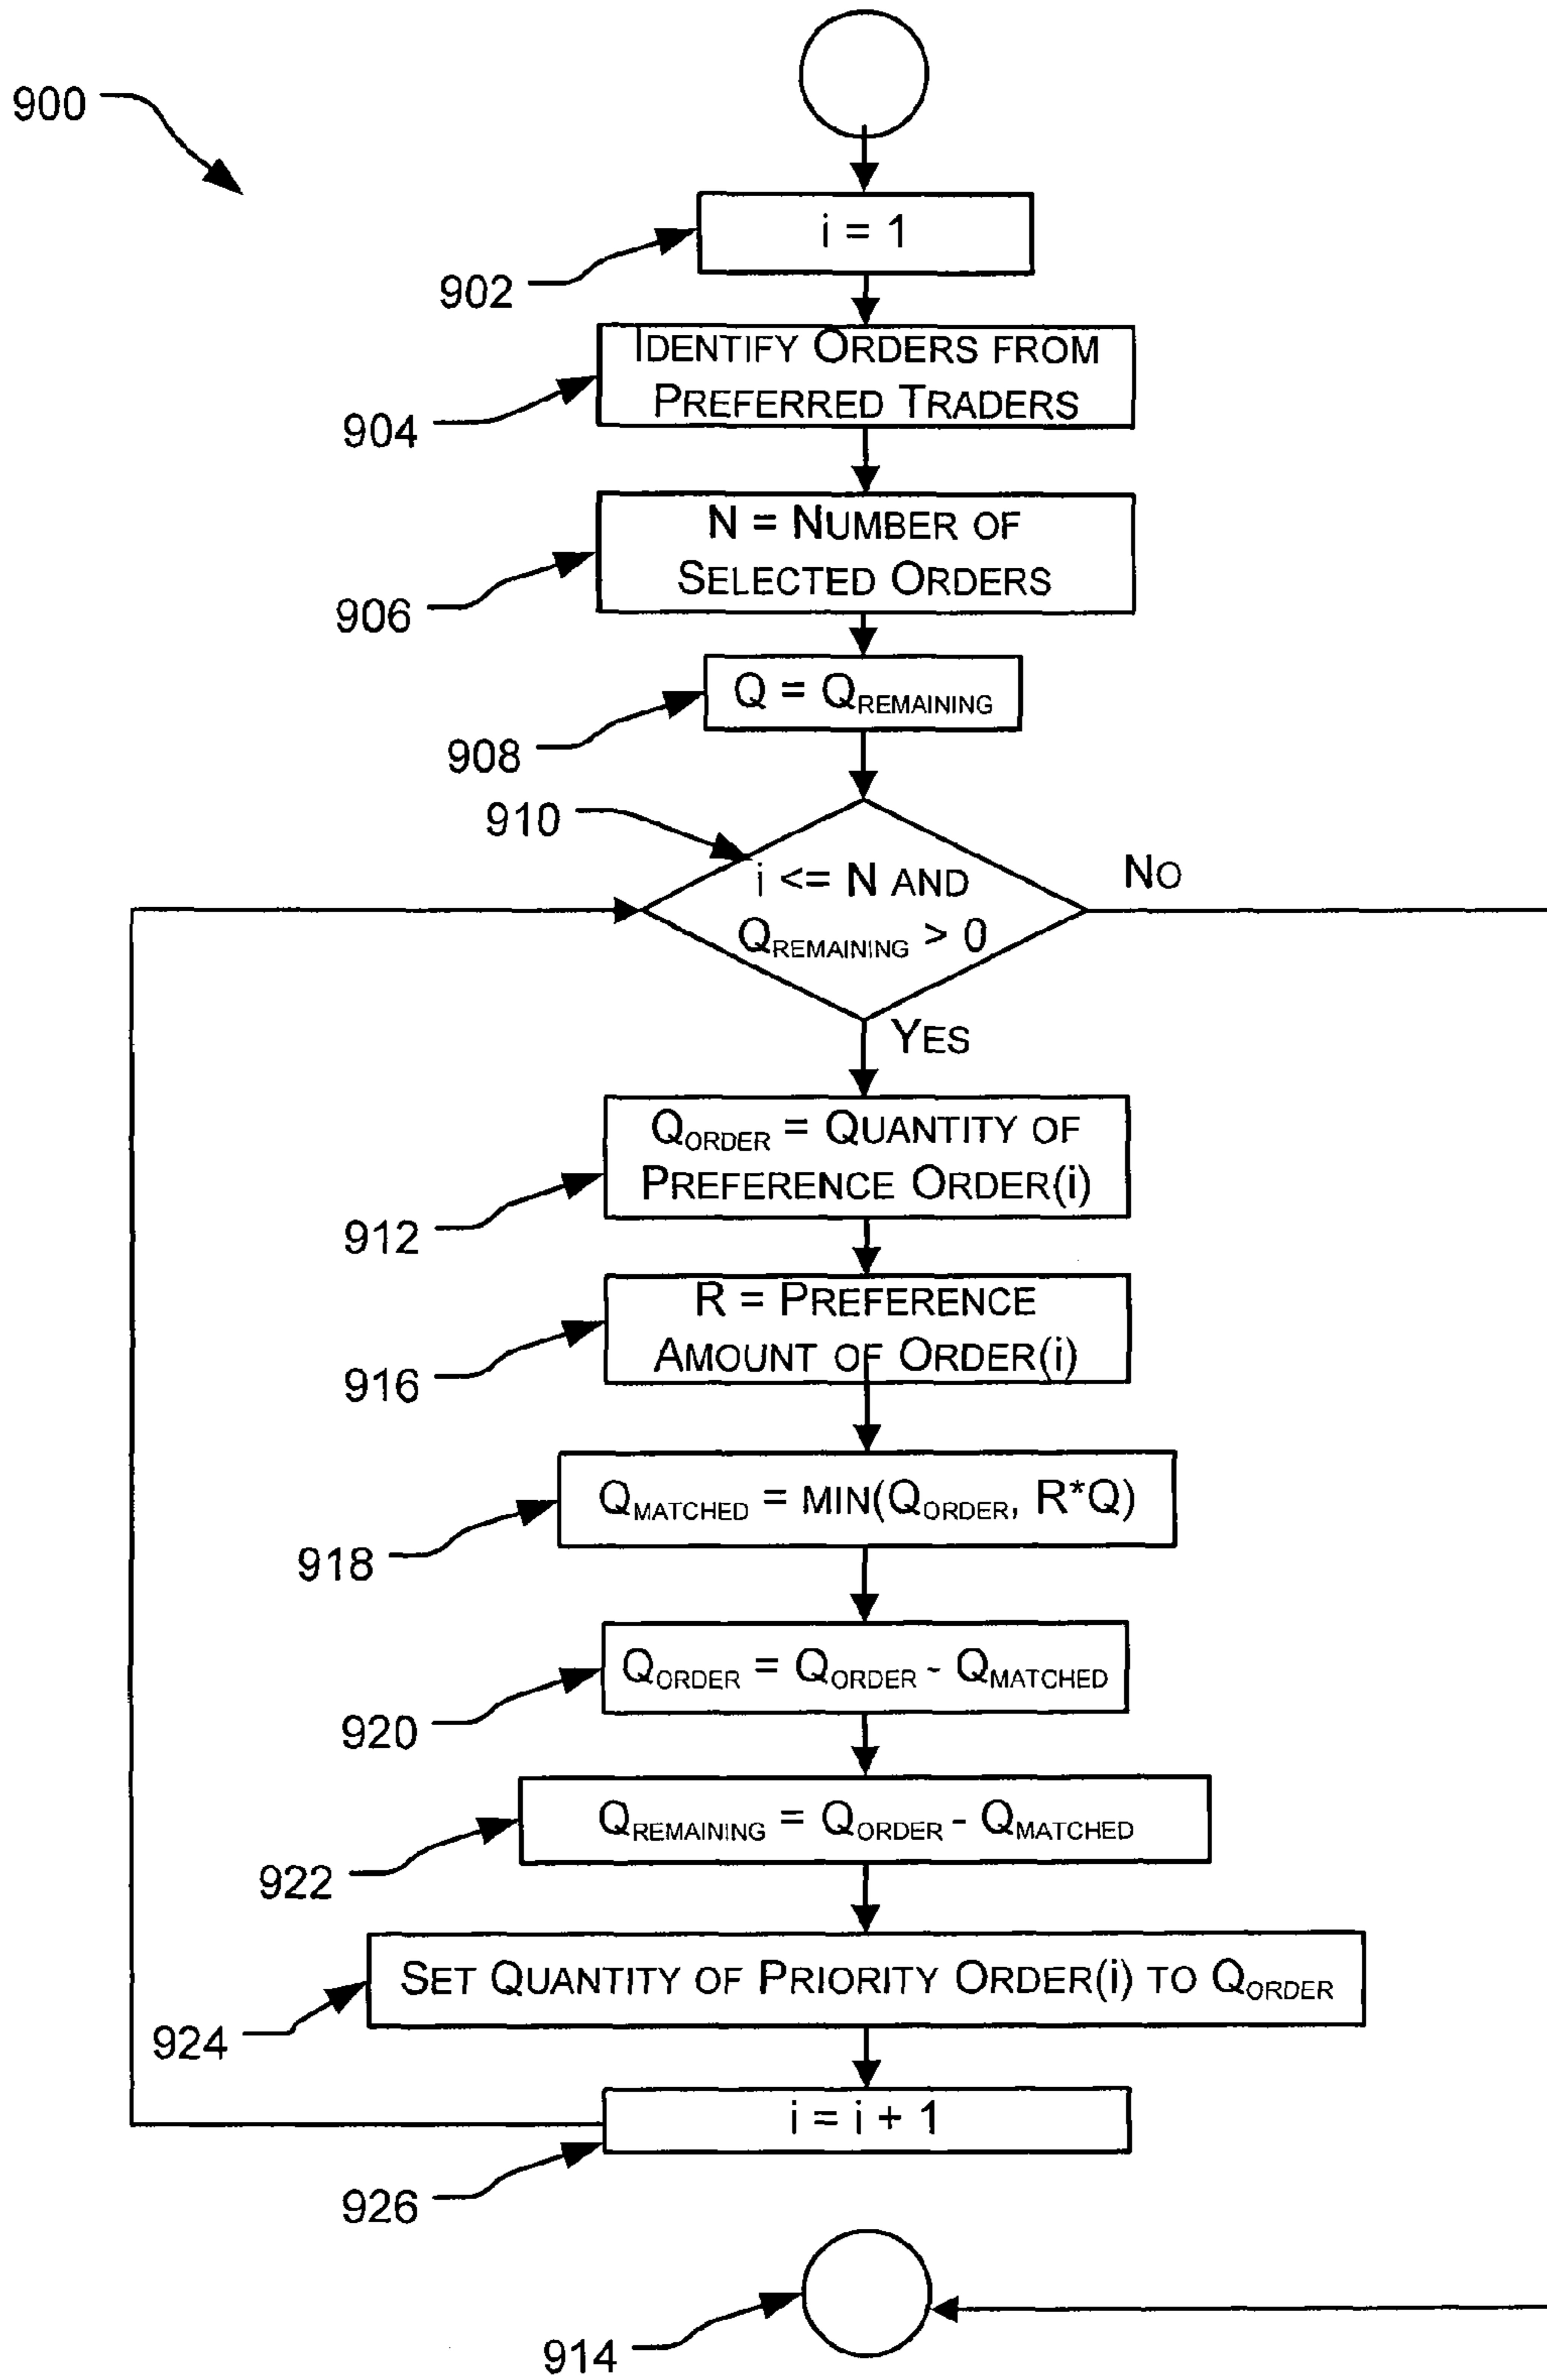 900
i = 1
902
IDENTIFY ORDERS FROM
PREFERRED TRADERS
904
N = NUMBER OF
SELECTED ORDERS
906
Q = QREMAINING
908
910
i <= N AND
QREMAINING > 0
NO
YES
QORDER = QUANTITY OF
PREFERENCE ORDER(i)
912
R = PREFERENCE
AMOUNT OF ORDER(i)
916
QMATCHED = MIN(QORDER, R*Q)
918
QORDER = QORDER - QMATCHED
920
QREMAINING = QORDER - QMATCHED
922
SET QUANTITY OF PRIORITY ORDER(i) TO QORDER
924
i = i + 1
926
914